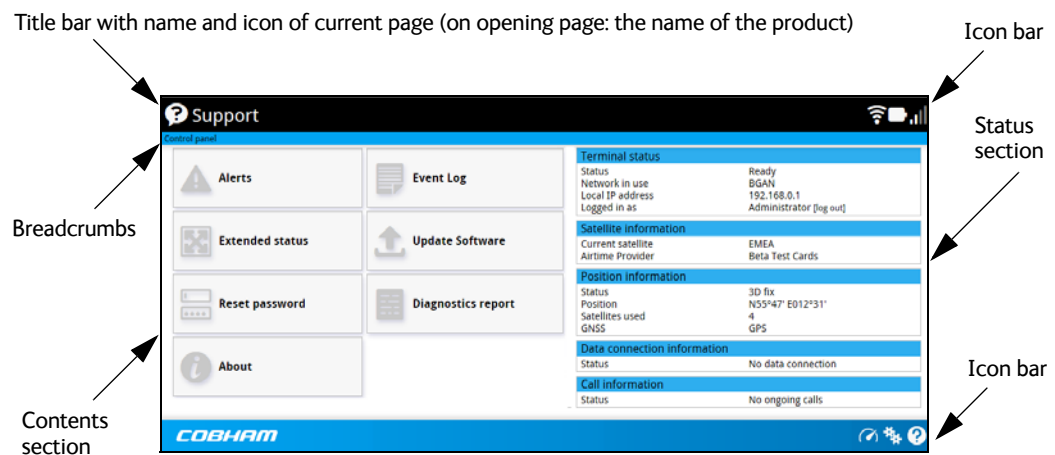 Title bar with name and icon of current page (on opening page: the name of the product)
Icon bar
Support
Control panel
Status
section
Breadcrumbs
Alerts
Event Log
Extended status
Update Software
Reset password
Diagnostics report
About
Terminal status
Status Ready
Network in use BGAN
Local IP address 192.168.0.1
Logged in as Administrator [log out]
Satellite information
Current satellite EMEA
Airtime Provider Beta Test Cards
Position information
Status 3D fix
Position N55°47' E012°31'
Satellites used 4
GNSS GPS
Data connection information
Status No data connection
Call information
Status No ongoing calls
Contents
section
Icon bar
COBHAM